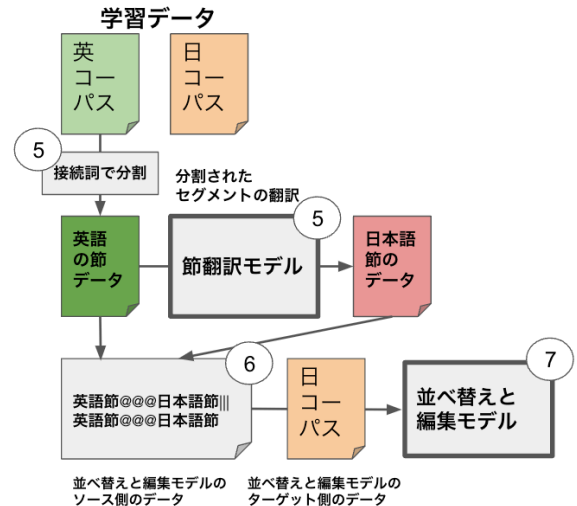 学習データ
英
コー
パス
日
コー
パス
5
接続詞で分割
分割された
セグメントの翻訳
英語
の節
データ
節翻訳モデル
5
日本語
節の
データ
英語節@@@日本語節|||
英語節@@@日本語節
6
日
コー
パス
並べ替えと
編集モデル
7
並べ替えと編集モデルの
ソース側のデータ
並べ替えと編集モデルの
ターゲット側のデータ